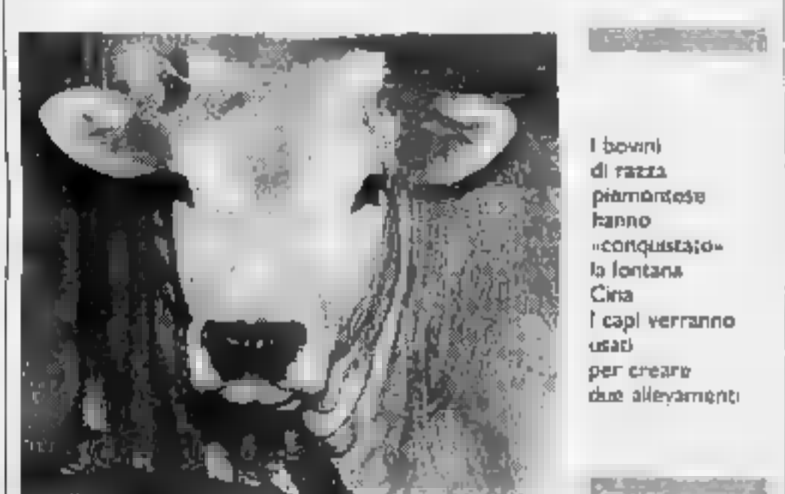 I bovini
di razza
piemontese
hanno
«conquistato»
la lontana
Cina
I capi verranno
usati
per creare
due allevamenti